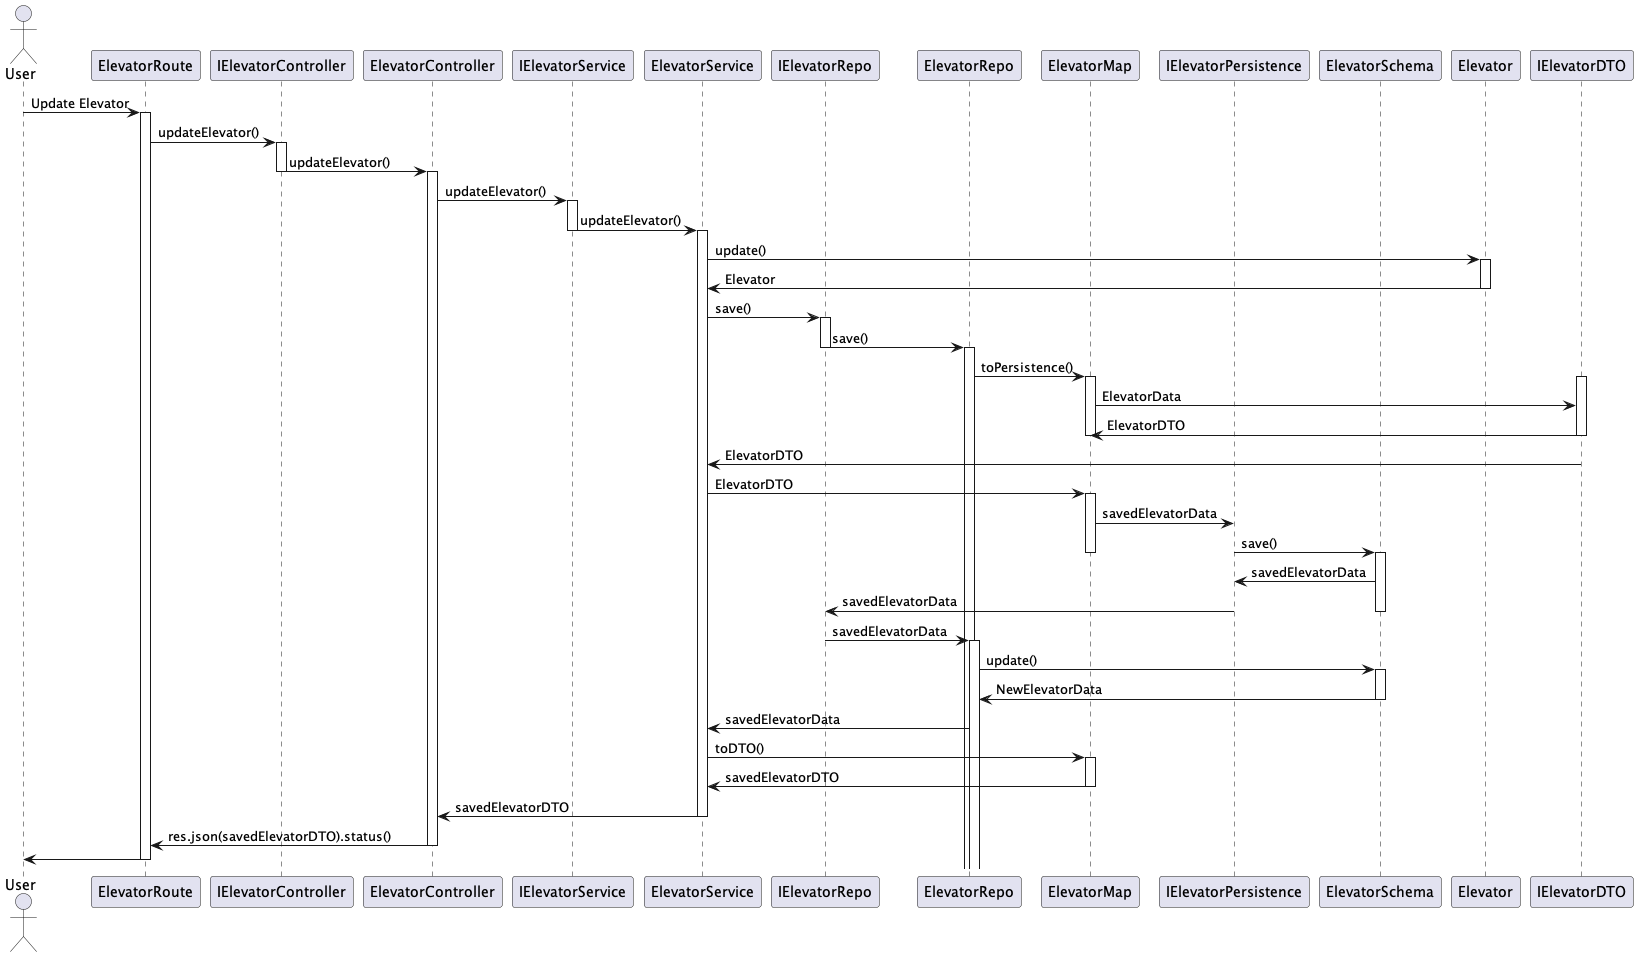 User
ElevatorRoute
IElevatorController
ElevatorController
IElevatorService
ElevatorService
IElevatorRepo
ElevatorRepo
ElevatorMap
IElevatorPersistence
ElevatorSchema
Elevator
IElevatorDTO
Update Elevator
updateElevator()
updateElevator()
updateElevator()
updateElevator()
update()
Elevator
save()
save()
toPersistence()
ElevatorData
ElevatorDTO
ElevatorDTO
ElevatorDTO
savedElevatorData
save()
savedElevatorData
savedElevatorData
savedElevatorData
update()
NewElevatorData
savedElevatorData
toDTO()
savedElevatorDTO
savedElevatorDTO
res.json(savedElevatorDTO).status()
User
ElevatorRoute
IElevatorController
ElevatorController
IElevatorService
ElevatorService
IElevatorRepo
ElevatorRepo
ElevatorMap
IElevatorPersistence
ElevatorSchema
Elevator
IElevatorDTO